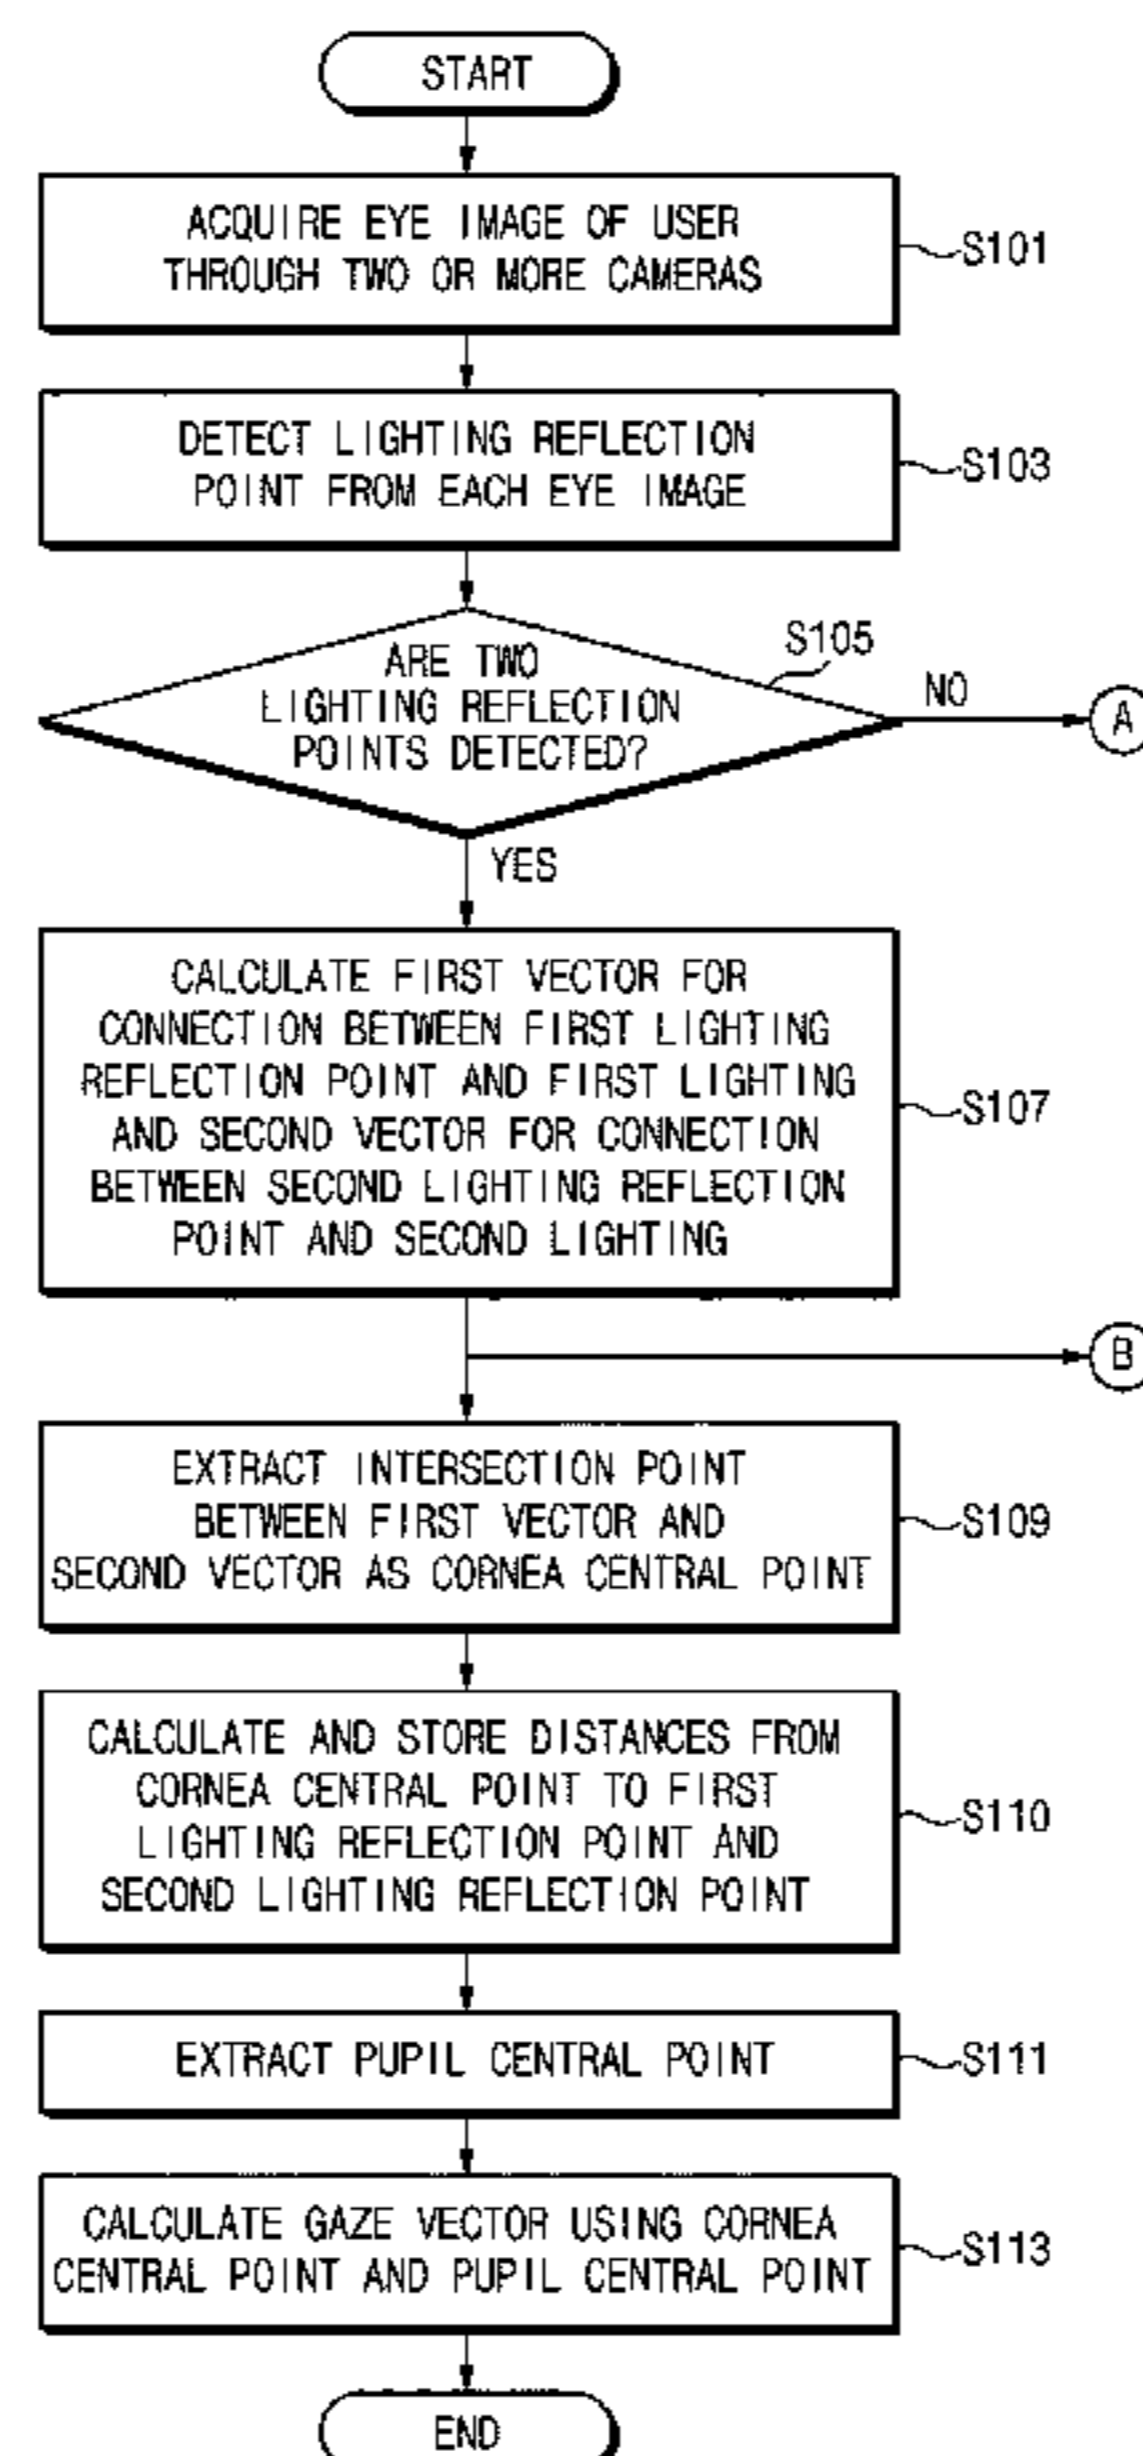 START
ACQUIRE EYE IMAGE OF USER
THROUGH TWO OR MORE CAMERAS
S101
DETECT LIGHTING REFLECTION
POINT FROM EACH EYE IMAGE
S103
ARE TWO
LIGHTING REFLECTION
POINTS DETECTED?
S105
NO
A
YES
CALCULATE FIRST VECTOR FOR
CONNECTION BETWEEN FIRST LIGHTING
REFLECTION POINT AND FIRST LIGHTING
AND SECOND VECTOR FOR CONNECTION
BETWEEN SECOND LIGHTING REFLECTION
POINT AND SECOND LIGHTING
S107
B
EXTRACT INTERSECTION POINT
BETWEEN FIRST VECTOR AND
SECOND VECTOR AS CORNEA CENTRAL POINT
S109
CALCULATE AND STORE DISTANCES FROM
CORNEA CENTRAL POINT TO FIRST
LIGHTING REFLECTION POINT AND
SECOND LIGHTING REFLECTION POINT
S110
EXTRACT PUPIL CENTRAL POINT
S111
CALCULATE GAZE VECTOR USING CORNEA
CENTRAL POINT AND PUPIL CENTRAL POINT
S113
END